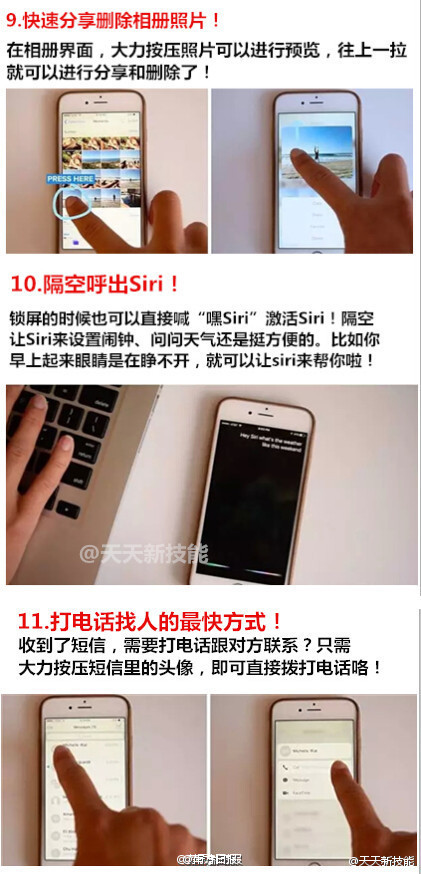 9.快速分享删除相册照片！
在相册界面，大力按压照片可以进行预览，往上一拉
就可以进行分享和删除了！
PRESS HERE
10.隔空呼出Siri！
锁屏的时候也可以直接喊“嘿Siri”激活Siri！隔空
让Siri来设置闹钟、问问天气还是挺方便的。比如你
早上起来眼睛是在睁不开，就可以让siri来帮你啦！
Hey Siri what's the weather
like this weekend
delete
return
shift
option
@天天新技能
11.打电话找人的最快方式！
收到了短信，需要打电话跟对方联系？只需
大力按压短信里的头像，即可直接拨打电话咯！
Call
Message
FaceTime
@天天新技能